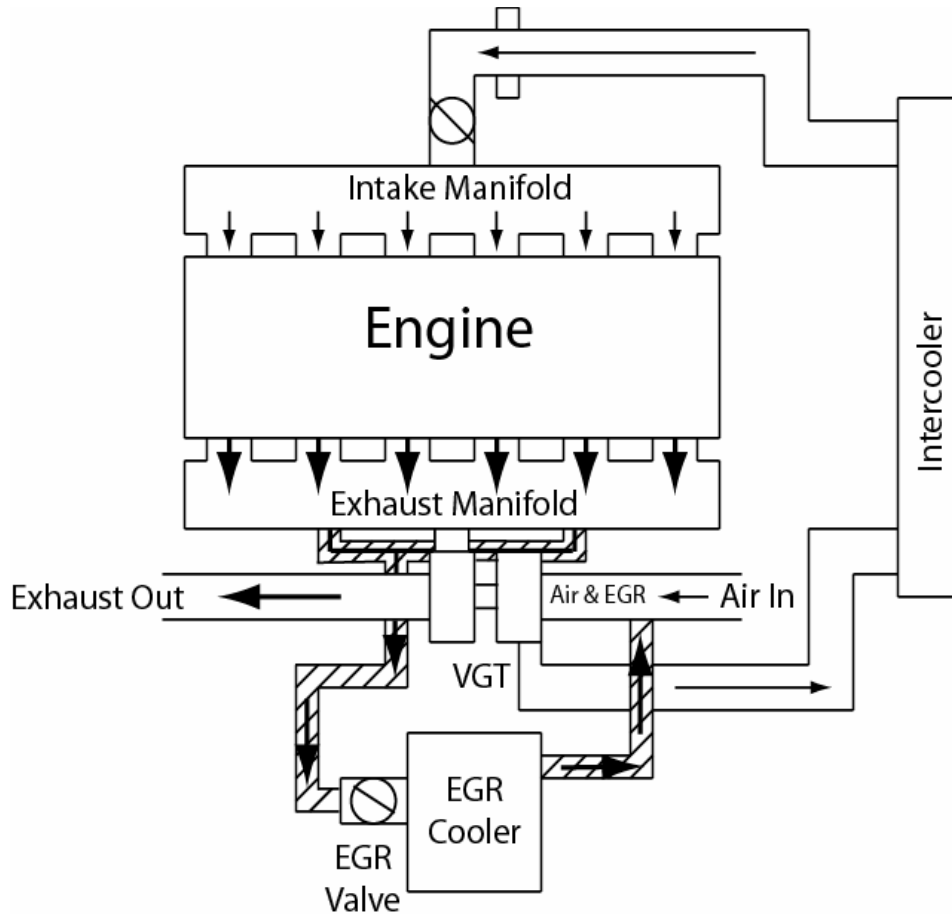 Intake Manifold
Engine
Intercooler
Exhaust Manifold
Exhaust Out
Air & EGR
Air In
VGT
EGR
Cooler
EGR
Valve